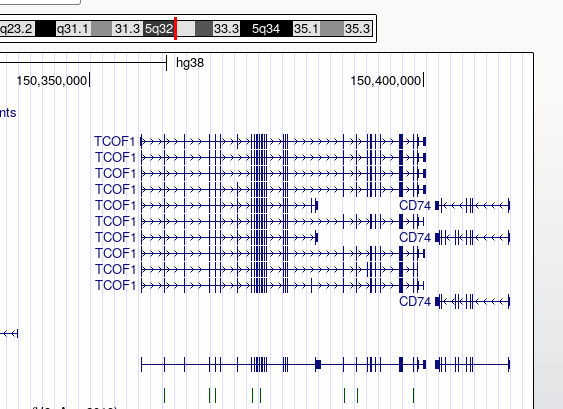 q23.2 q31.1 31.3 5q32 33.3 5q34 35.1 35.3
hg38
150,350,000 150,400,000
nts
TCOF1
TCOF1
TCOF1
TCOF1
TCOF1 CD74
TCOF1
TCOF1 CD74
TCOF1
TCOF1
TCOF1
CD74